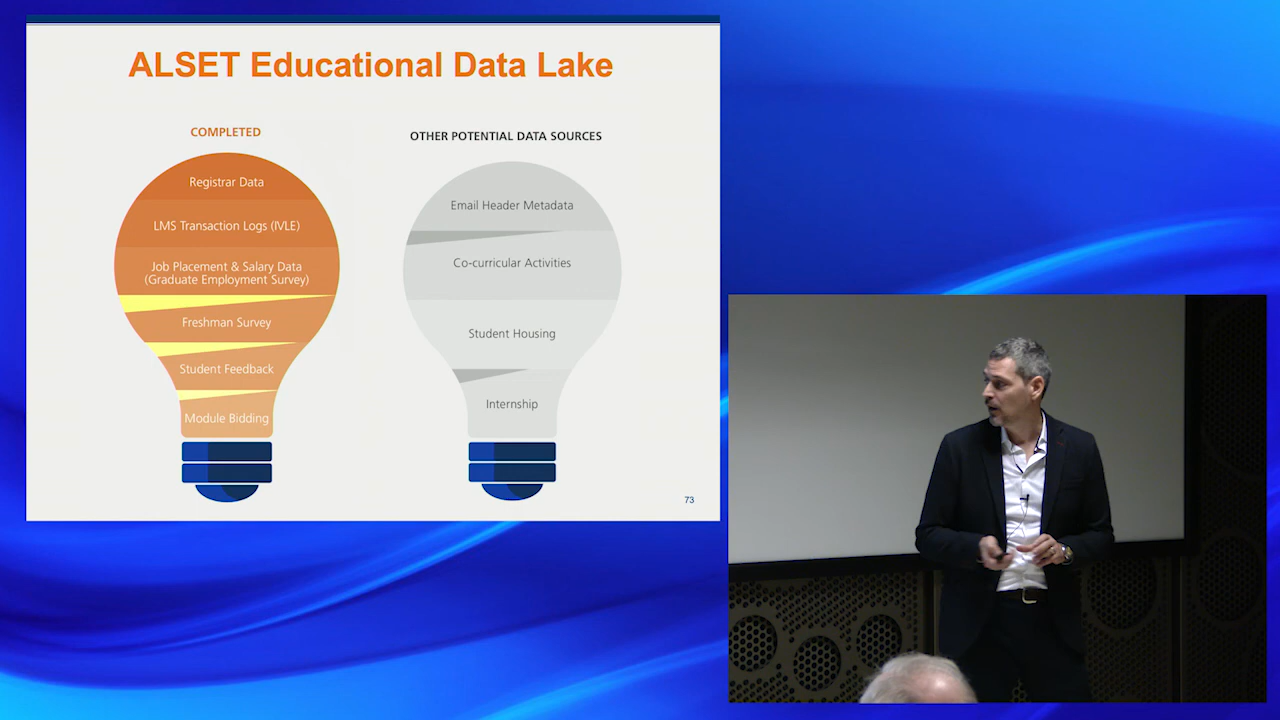 ALSET Educational Data Lake
COMPLETED
Registrar Data
LMS Transaction Logs (IVLE)
Job Placement & Salary Data
(Graduate Employment Survey)
Freshman Survey
Student Feedback
Module Bidding
OTHER POTENTIAL DATA SOURCES
Email Header Metadata
Co-curricular Activities
Student Housing
Internship
73